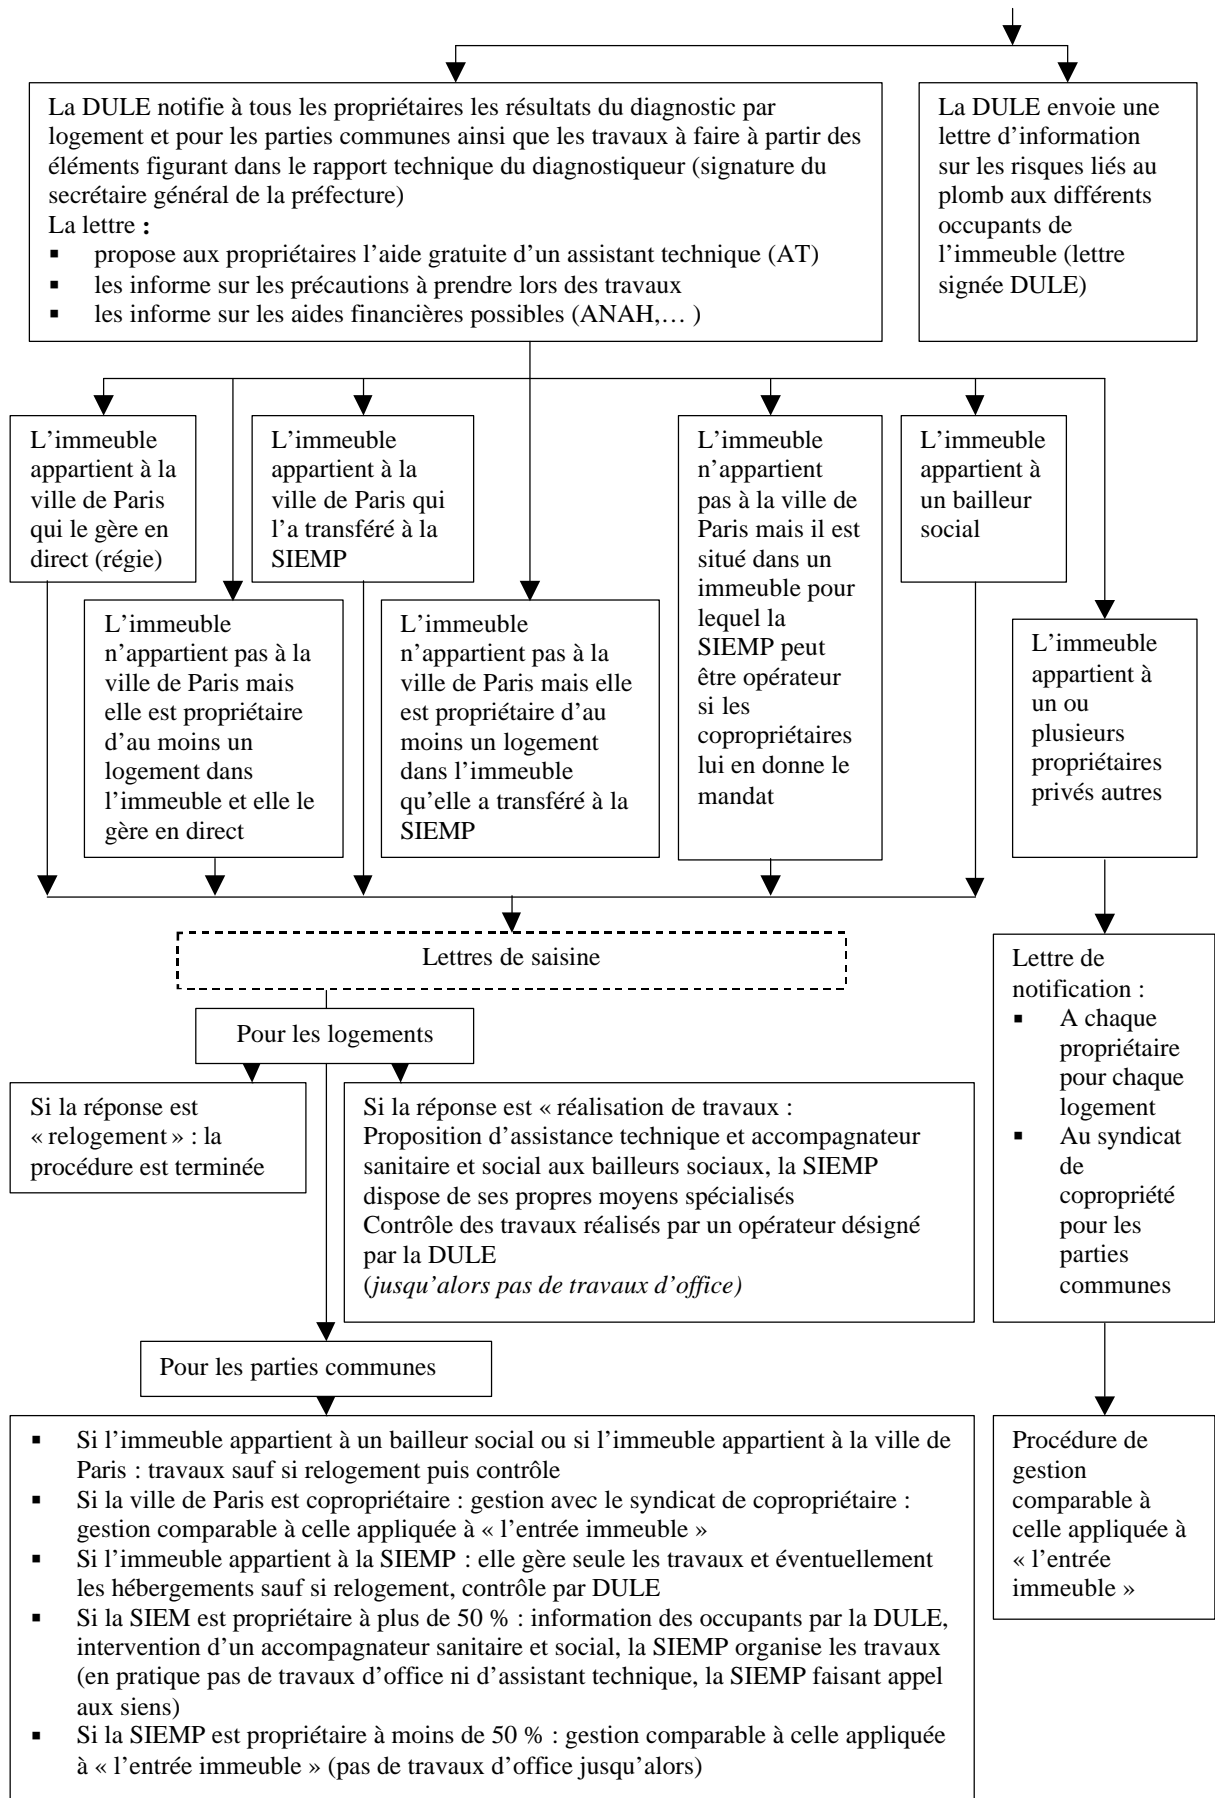 La DULE notifie à tous les propriétaires les résultats du diagnostic par
logement et pour les parties communes ainsi que les travaux à faire à partir des
éléments figurant dans le rapport technique du diagnostiqueur (signature du
secrétaire général de la préfecture)
La lettre :
▪ propose aux propriétaires l’aide gratuite d’un assistant technique (AT)
▪ les informe sur les précautions à prendre lors des travaux
▪ les informe sur les aides financières possibles (ANAH,… )
La DULE envoie une
lettre d’information
sur les risques liés au
plomb aux différents
occupants de
l’immeuble (lettre
signée DULE)
L’immeuble
appartient à la
ville de Paris
qui le gère en
direct (régie)
L’immeuble
appartient à la
ville de Paris qui
l’a transféré à la
SIEMP
L’immeuble
n’appartient
pas à la ville de
Paris mais il est
situé dans un
immeuble pour
lequel la
SIEMP peut
être opérateur
si les
copropriétaires
lui en donne le
mandat
L’immeuble
appartient à
un bailleur
social
L’immeuble
n’appartient pas à la
ville de Paris mais
elle est propriétaire
d’au moins un
logement dans
l’immeuble et elle le
gère en direct
L’immeuble
n’appartient pas à la
ville de Paris mais elle
est propriétaire d’au
moins un logement
dans l’immeuble
qu’elle a transféré à la
SIEMP
L’immeuble
appartient à
un ou
plusieurs
propriétaires
privés autres
Lettres de saisine
Pour les logements
Si la réponse est
« relogement » : la
procédure est terminée
Si la réponse est « réalisation de travaux :
Proposition d’assistance technique et accompagnateur
sanitaire et social aux bailleurs sociaux, la SIEMP
dispose de ses propres moyens spécialisés
Contrôle des travaux réalisés par un opérateur désigné
par la DULE
(jusqu’alors pas de travaux d’office)
Lettre de
notification :
▪ A chaque
propriétaire
pour chaque
logement
▪ Au syndicat
de
copropriété
pour les
parties
communes
Pour les parties communes
▪ Si l’immeuble appartient à un bailleur social ou si l’immeuble appartient à la ville de
Paris : travaux sauf si relogement puis contrôle
▪ Si la ville de Paris est copropriétaire : gestion avec le syndicat de copropriétaire :
gestion comparable à celle appliquée à « l’entrée immeuble »
▪ Si l’immeuble appartient à la SIEMP : elle gère seule les travaux et éventuellement
les hébergements sauf si relogement, contrôle par DULE
▪ Si la SIEM est propriétaire à plus de 50 % : information des occupants par la DULE,
intervention d’un accompagnateur sanitaire et social, la SIEMP organise les travaux
(en pratique pas de travaux d’office ni d’assistant technique, la SIEMP faisant appel
aux siens)
▪ Si la SIEMP est propriétaire à moins de 50 % : gestion comparable à celle appliquée
à « l’entrée immeuble » (pas de travaux d’office jusqu’alors)
Procédure de
gestion
comparable à
celle appliquée à
« l’entrée
immeuble »